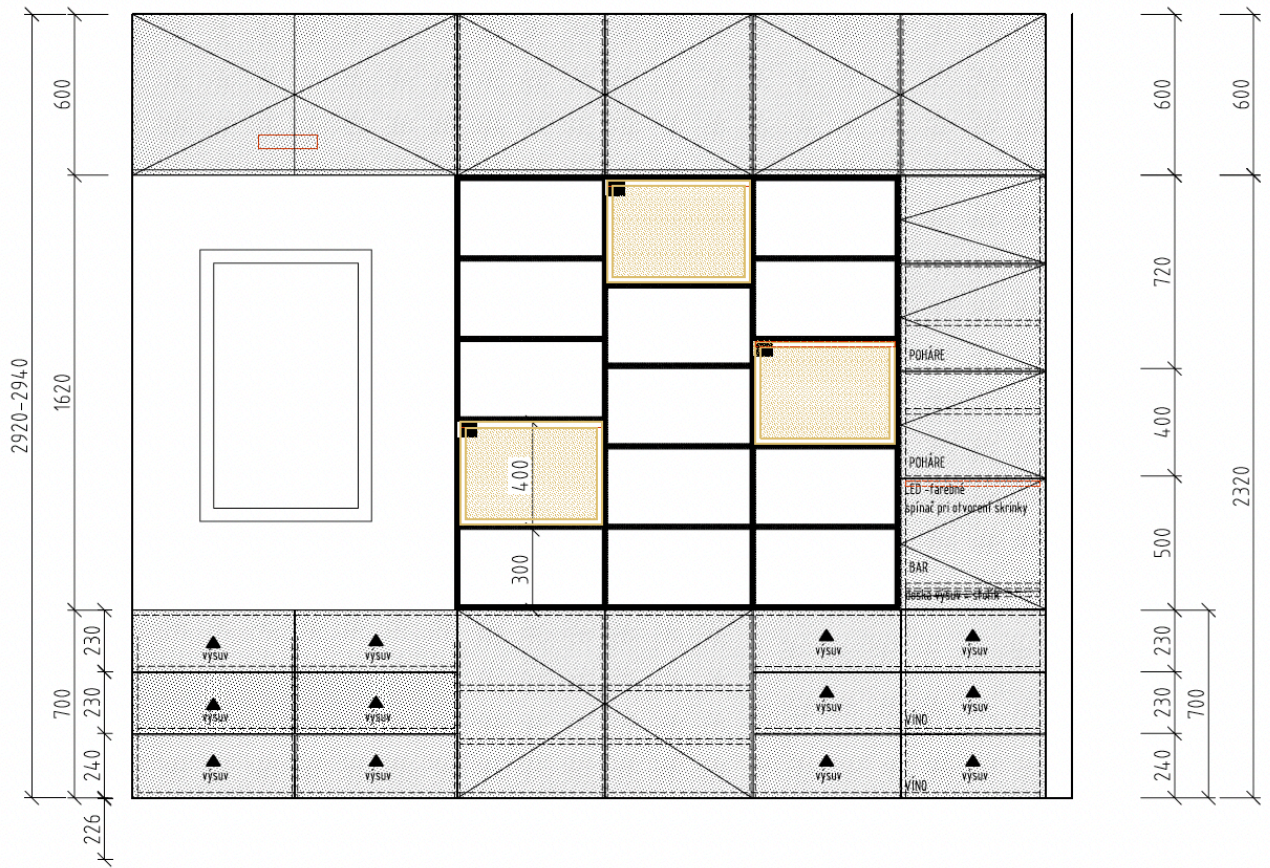 600
600
600
2920-2940
1620
720
POHÁRE
400
400
2320
POHÁRE
LED -farebné
spínač pri otvorení skrinky
500
300
BAR
230
výsuv
výsuv
výsuv
výsuv
230
700
230
výsuv
výsuv
výsuv
výsuv
VÍNO
230
700
240
výsuv
výsuv
výsuv
výsuv
VÍNO
240
226